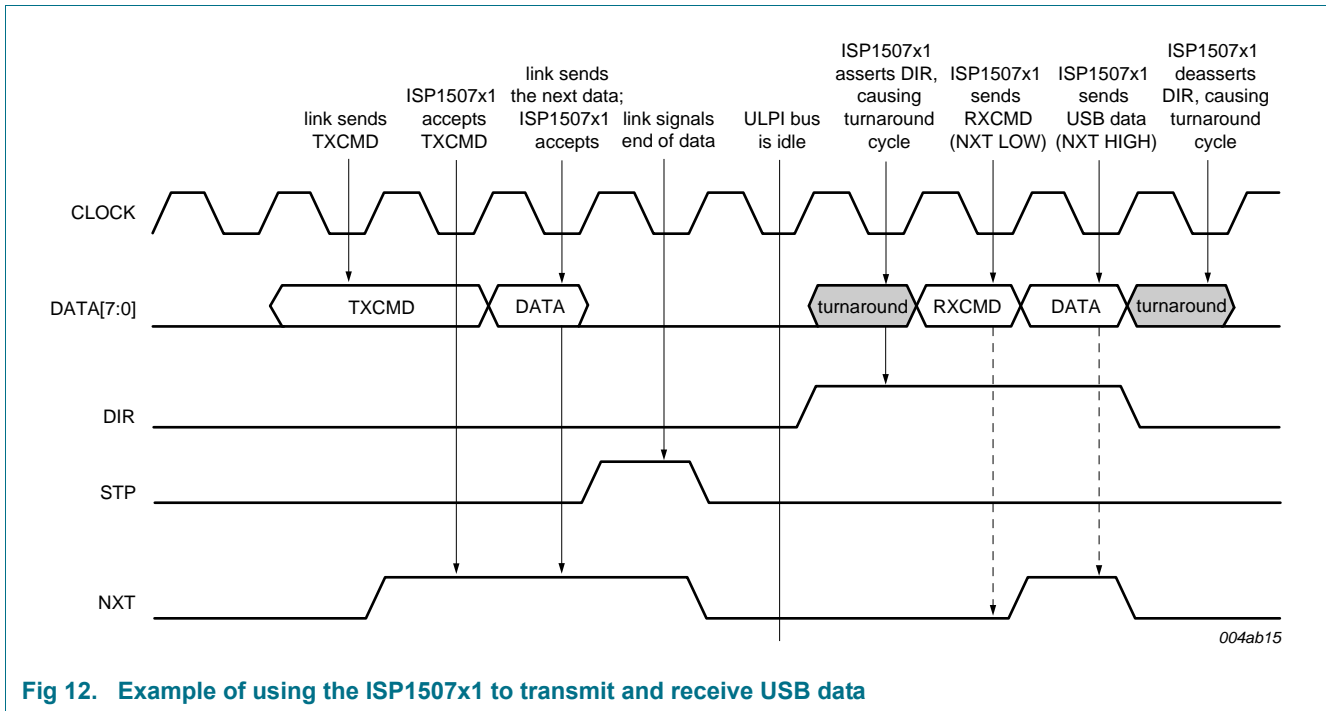 link sends
TXCMD
ISP1507x1
accepts
TXCMD
link sends
the next data;
ISP1507x1
accepts
link signals
end of data
ULPI bus
is idle
ISP1507x1
asserts DIR,
causing
turnaround
cycle
ISP1507x1
sends
RXCMD
(NXT LOW)
ISP1507x1
sends
USB data
(NXT HIGH)
ISP1507x1
deasserts
DIR, causing
turnaround
cycle
CLOCK
DATA[7:0]
TXCMD
DATA
turnaround
RXCMD
DATA
turnaround
DIR
STP
NXT
004ab15
Fig 12. Example of using the ISP1507x1 to transmit and receive USB data